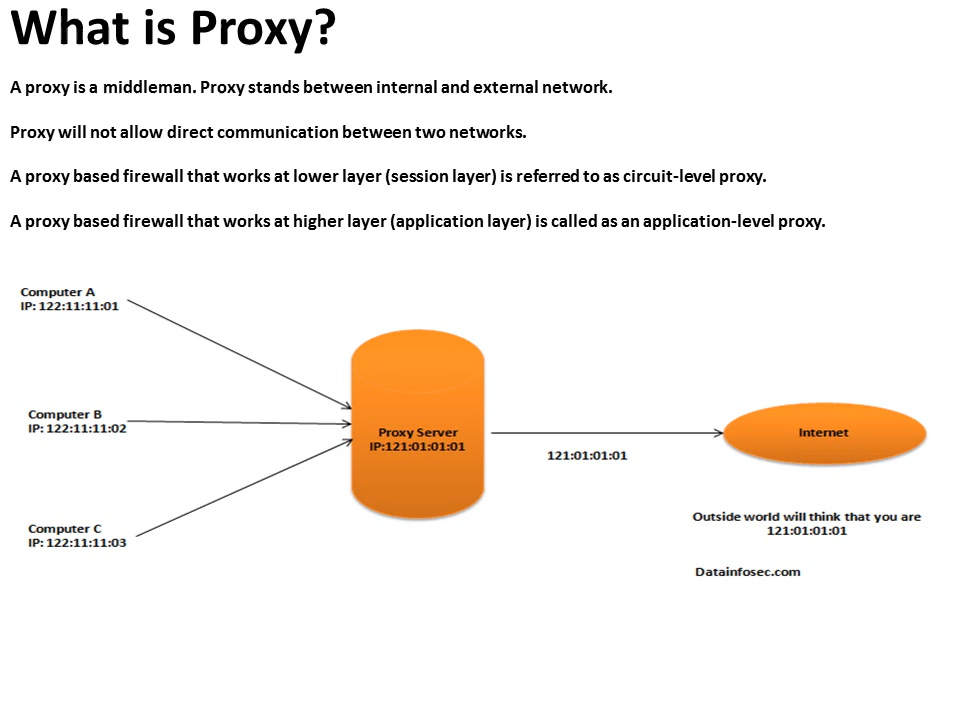 What is Proxy?
A proxy is a middleman. Proxy stands between internal and external network.
Proxy will not allow direct communication between two networks.
A proxy based firewall that works at lower layer (session layer) is referred to as circuit-level proxy.
A proxy based firewall that works at higher layer (application layer) is called as an application-level proxy.
Computer A
IP: 122:11:11:01
Computer B
IP: 122:11:11:02
Computer C
IP: 122:11:11:03
Proxy Server
IP:121:01:01:01
121:01:01:01
Internet
Outside world will think that you are
121:01:01:01
Datainfosec.com